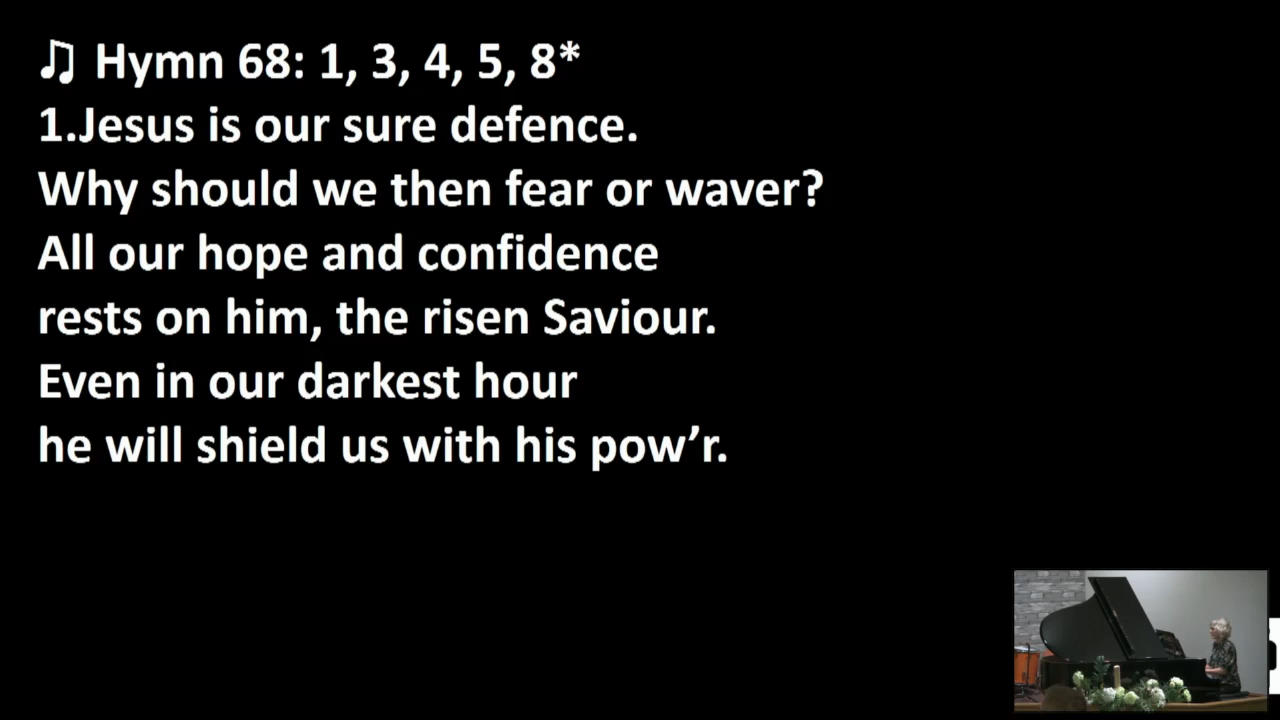 ♫ Hymn 68: 1, 3, 4, 5, 8*
1.Jesus is our sure defence.
Why should we then fear or waver?
All our hope and confidence
rests on him, the risen Saviour.
Even in our darkest hour
he will shield us with his pow’r.